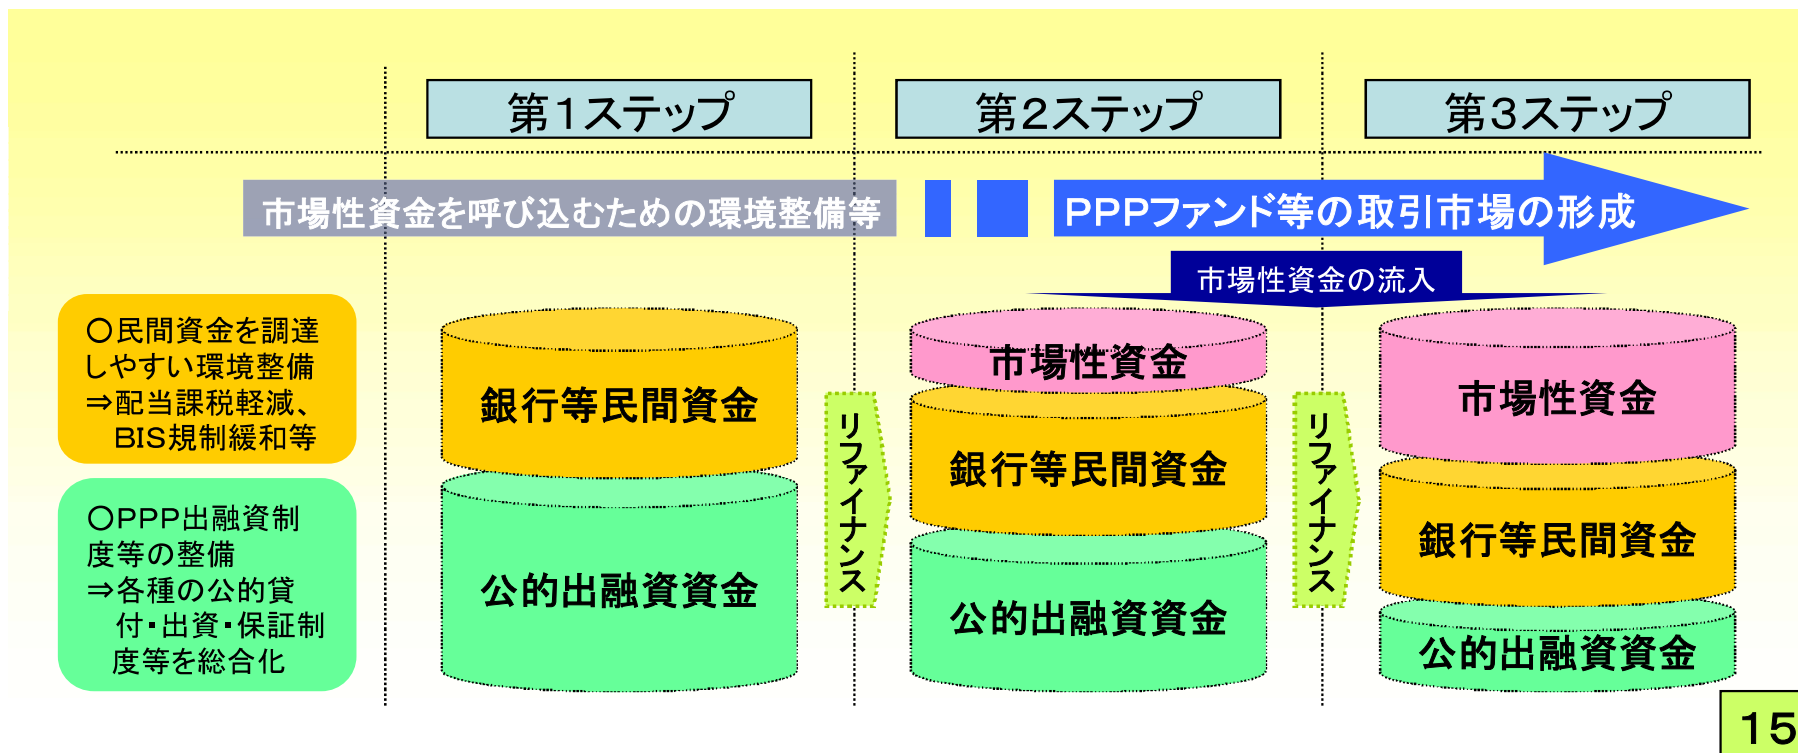 第1ステップ
第2ステップ
第3ステップ
市場性資金を呼び込むための環境整備等
PPPファンド等の取引市場の形成
市場性資金の流入
○民間資金を調達
しやすい環境整備
⇒配当課税軽減、
BIS規制緩和等
○PPP出融資制
度等の整備
⇒各種の公的貸
付・出資・保証制
度等を総合化
銀行等民間資金
公的出融資資金
リファイナンス
市場性資金
銀行等民間資金
公的出融資資金
リファイナンス
市場性資金
銀行等民間資金
公的出融資資金
15